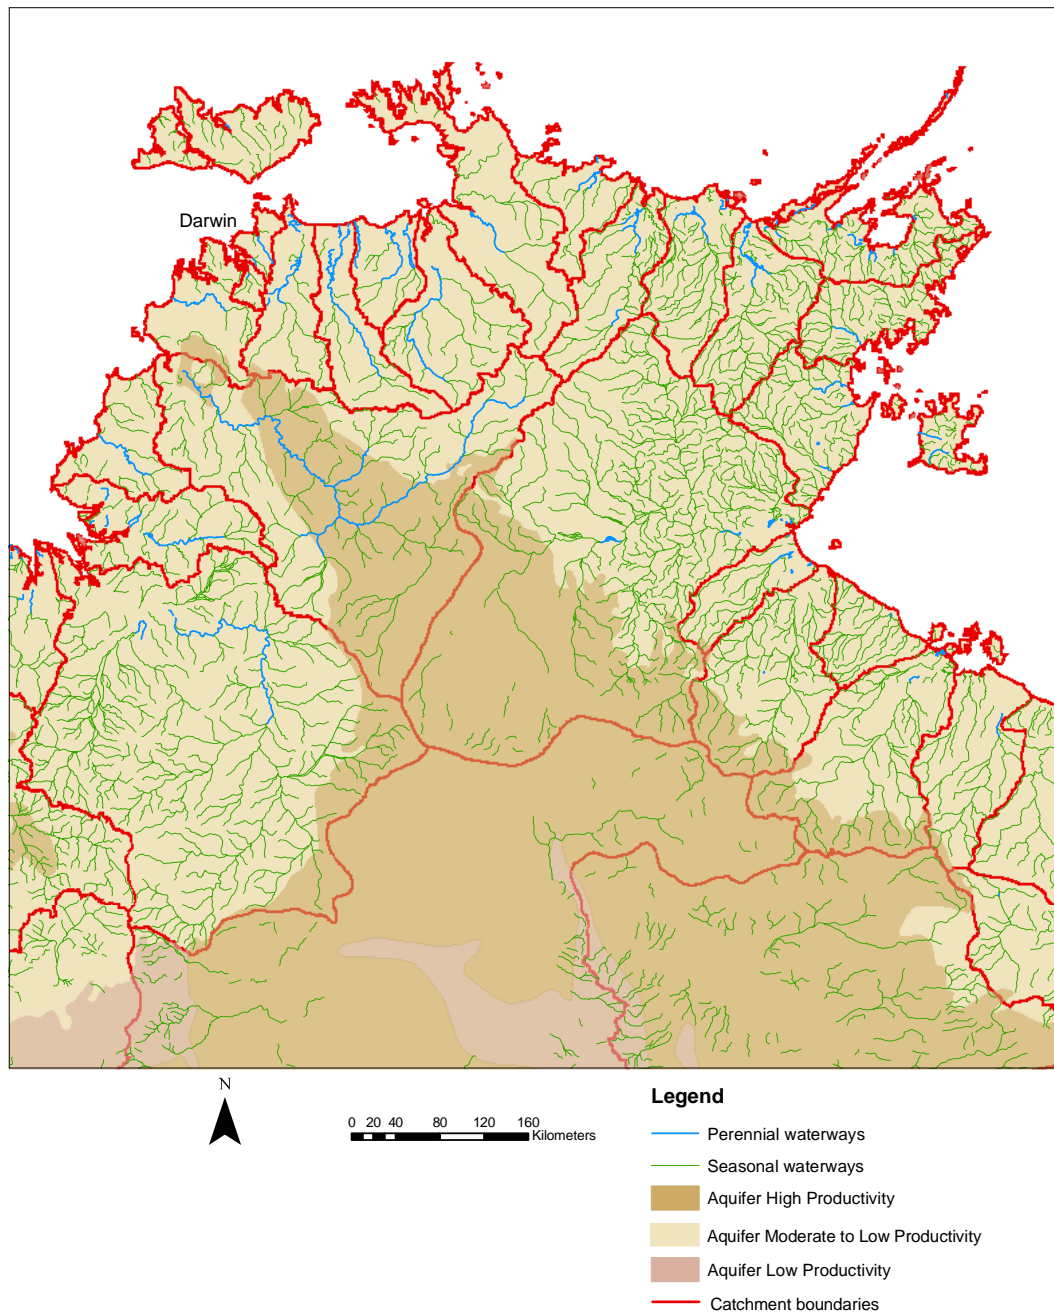 Darwin
N
0 20 40 80 120 160
Kilometers
Legend
Perennial waterways
Seasonal waterways
Aquifer High Productivity
Aquifer Moderate to Low Productivity
Aquifer Low Productivity
Catchment boundaries